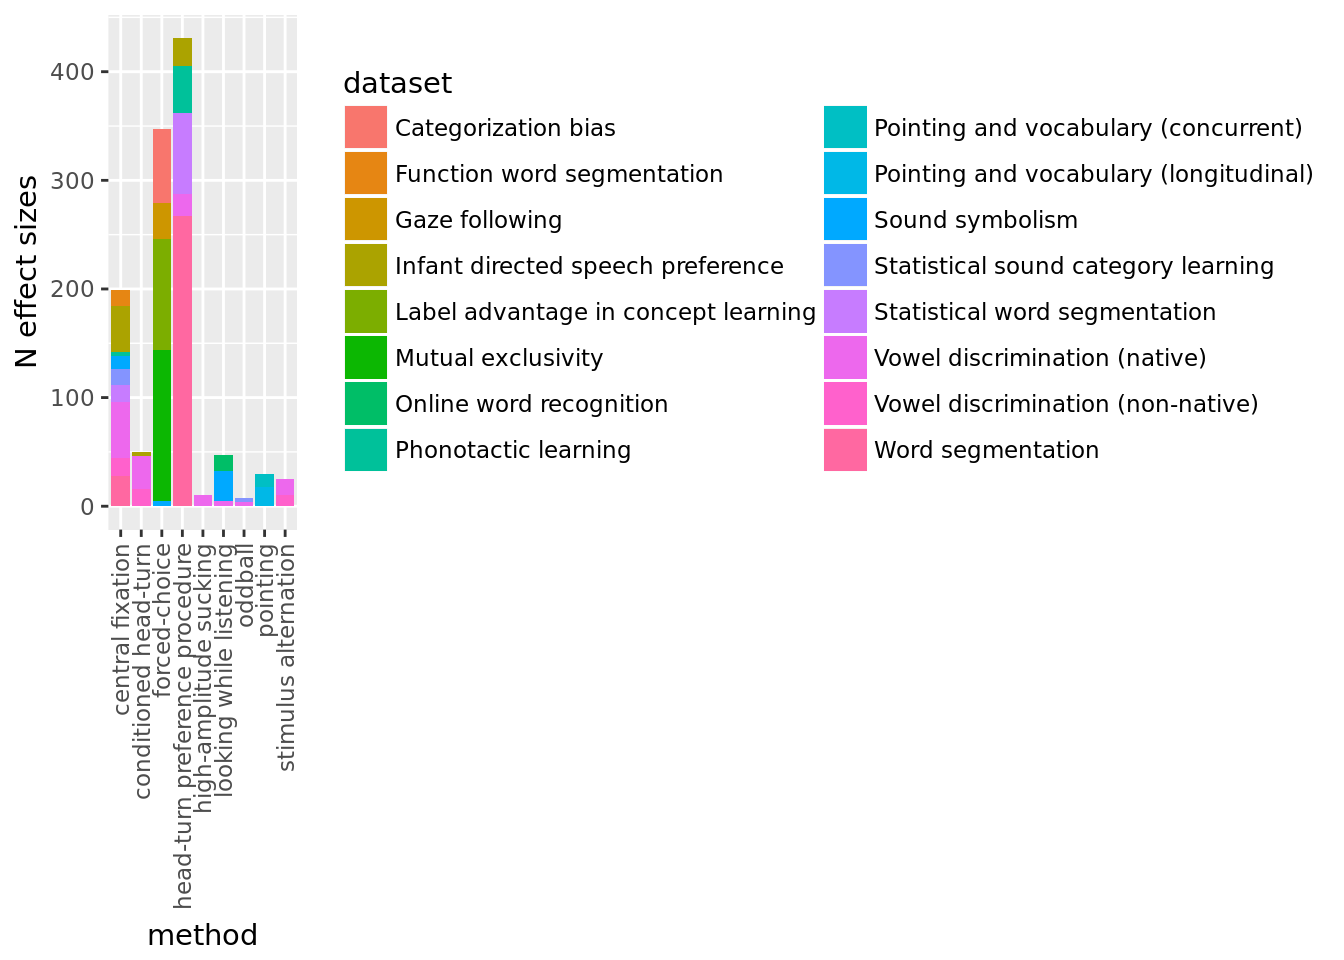 dataset
Categorization bias
Function word segmentation
Gaze following
Infant directed speech preference
Label advantage in concept learning
Mutual exclusivity
Online word recognition
Phonotactic learning
Pointing and vocabulary (concurrent)
Pointing and vocabulary (longitudinal)
Sound symbolism
Statistical sound category learning
Statistical word segmentation
Vowel discrimination (native)
Vowel discrimination (non-native)
Word segmentation
N effect sizes
400
300
200
100
0
central fixation
conditioned head-turn
forced-choice
head-turn preference procedure
high-amplitude sucking
looking while listening
oddball
pointing
stimulus alternation
method